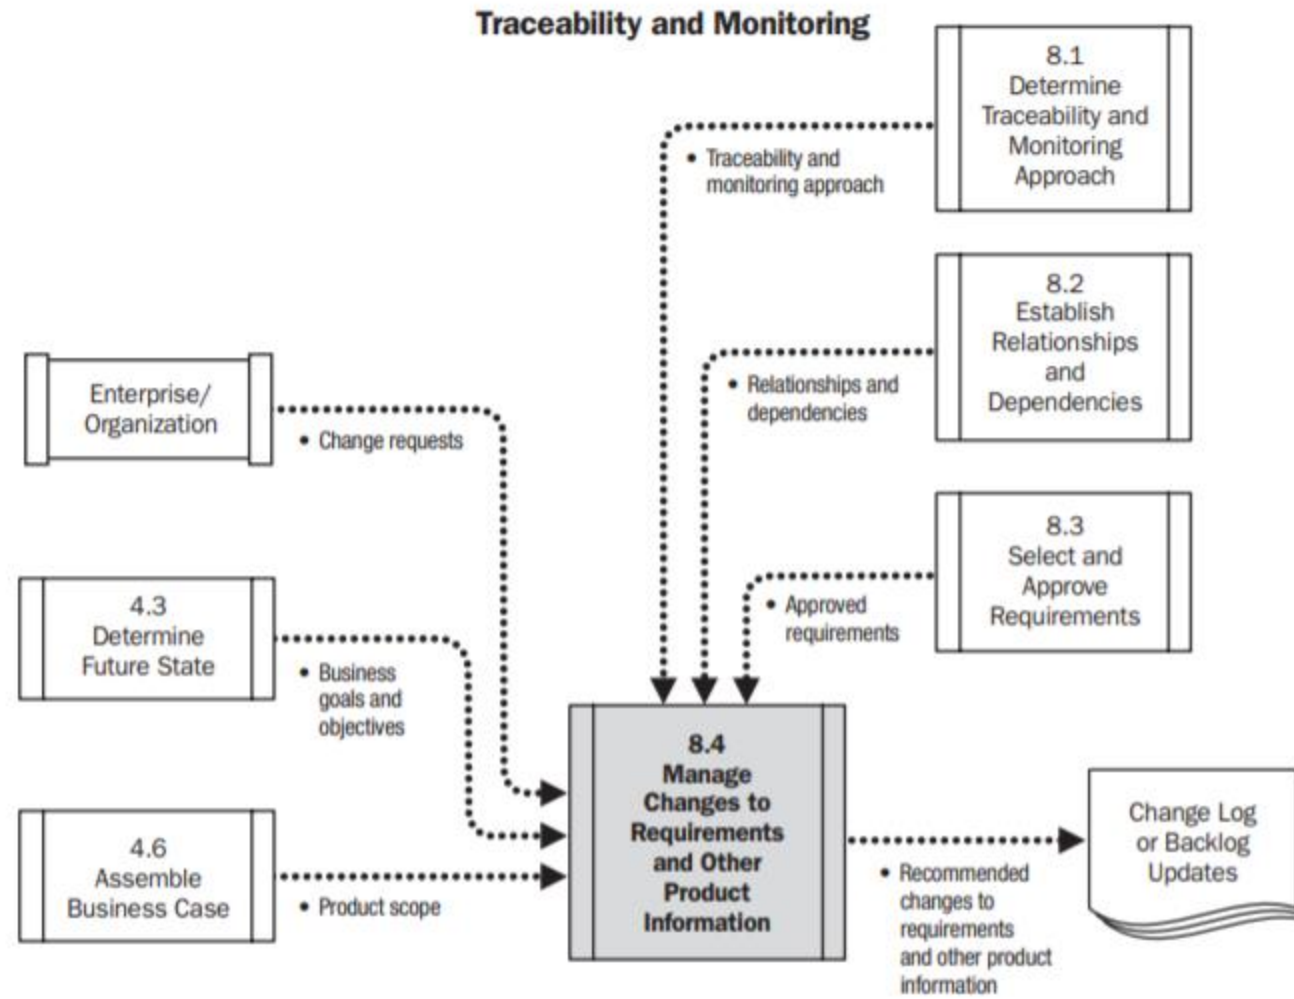 Traceability and Monitoring
8.1
Determine
Traceability and
Monitoring
Approach
• Traceability and
monitoring approach
8.2
Establish
Relationships
and
Dependencies
• Relationships and
dependencies
Enterprise/
Organization
• Change requests
8.3
Select and
Approve
Requirements
• Approved
requirements
4.3
Determine
Future State
• Business
goals and
objectives
8.4
Manage
Changes to
Requirements
and Other
Product
Information
4.6
Assemble
Business Case
• Product scope
Change Log
or Backlog
Updates
• Recommended
changes to
requirements
and other product
information